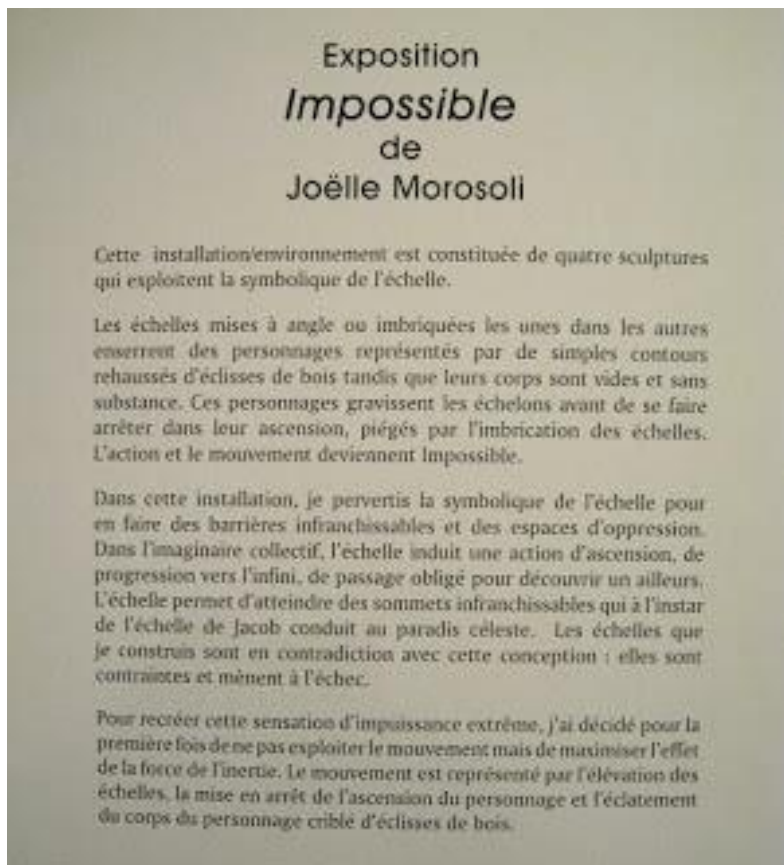 Exposition
Impossible
de
Joëlle Morosoli
Cette installation/environnement est constituée de quatre sculptures
qui exploitent la symbolique de l'échelle.
Les échelles mises à angle ou imbriquées les unes dans les autres
enserrent des personnages représentés par de simples contours
rehaussés d'éclisses de bois tandis que leurs corps sont vides et sans
substance. Ces personnages gravissent les échelons avant de se faire
arrêter dans leur ascension, piégés par l'imbrication des échelles.
L'action et le mouvement deviennent Impossible.
Dans cette installation, je pervertis la symbolique de l'échelle pour
en faire des barrières infranchissables et des espaces d'oppression.
Dans l'imaginaire collectif, l'échelle induit une action d'ascension, de
progression vers l'infini, de passage obligé pour découvrir un ailleurs.
L'échelle permet d'atteindre des sommets infranchissables qui à l'instar
de l'échelle de Jacob conduit au paradis céleste. Les échelles que
je construis sont en contradiction avec cette conception : elles sont
contraintes et mènent à l'échec.
Pour recréer cette sensation d'impuissance extrême, j'ai décidé pour la
première fois de ne pas exploiter le mouvement mais de maximiser l'effet
de la force de l'inertie. Le mouvement est représenté par l'élévation des
échelles, la mise en arrêt de l'ascension du personnage et l'éclatement
du corps du personnage criblé d'éclisses de bois.